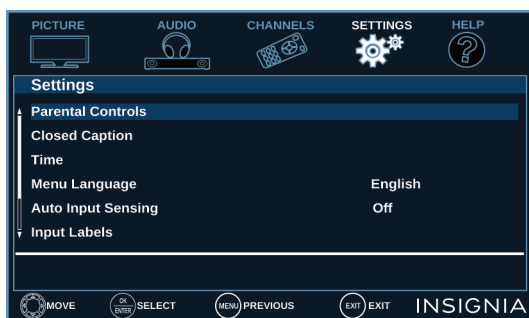 PICTURE AUDIO CHANNELS SETTINGS HELP
Settings
Parental Controls
Closed Caption
Time
Menu Language English
Auto Input Sensing Off
Input Labels
MOVE OK ENTER SELECT MENU PREVIOUS EXIT EXIT INSIGNIA